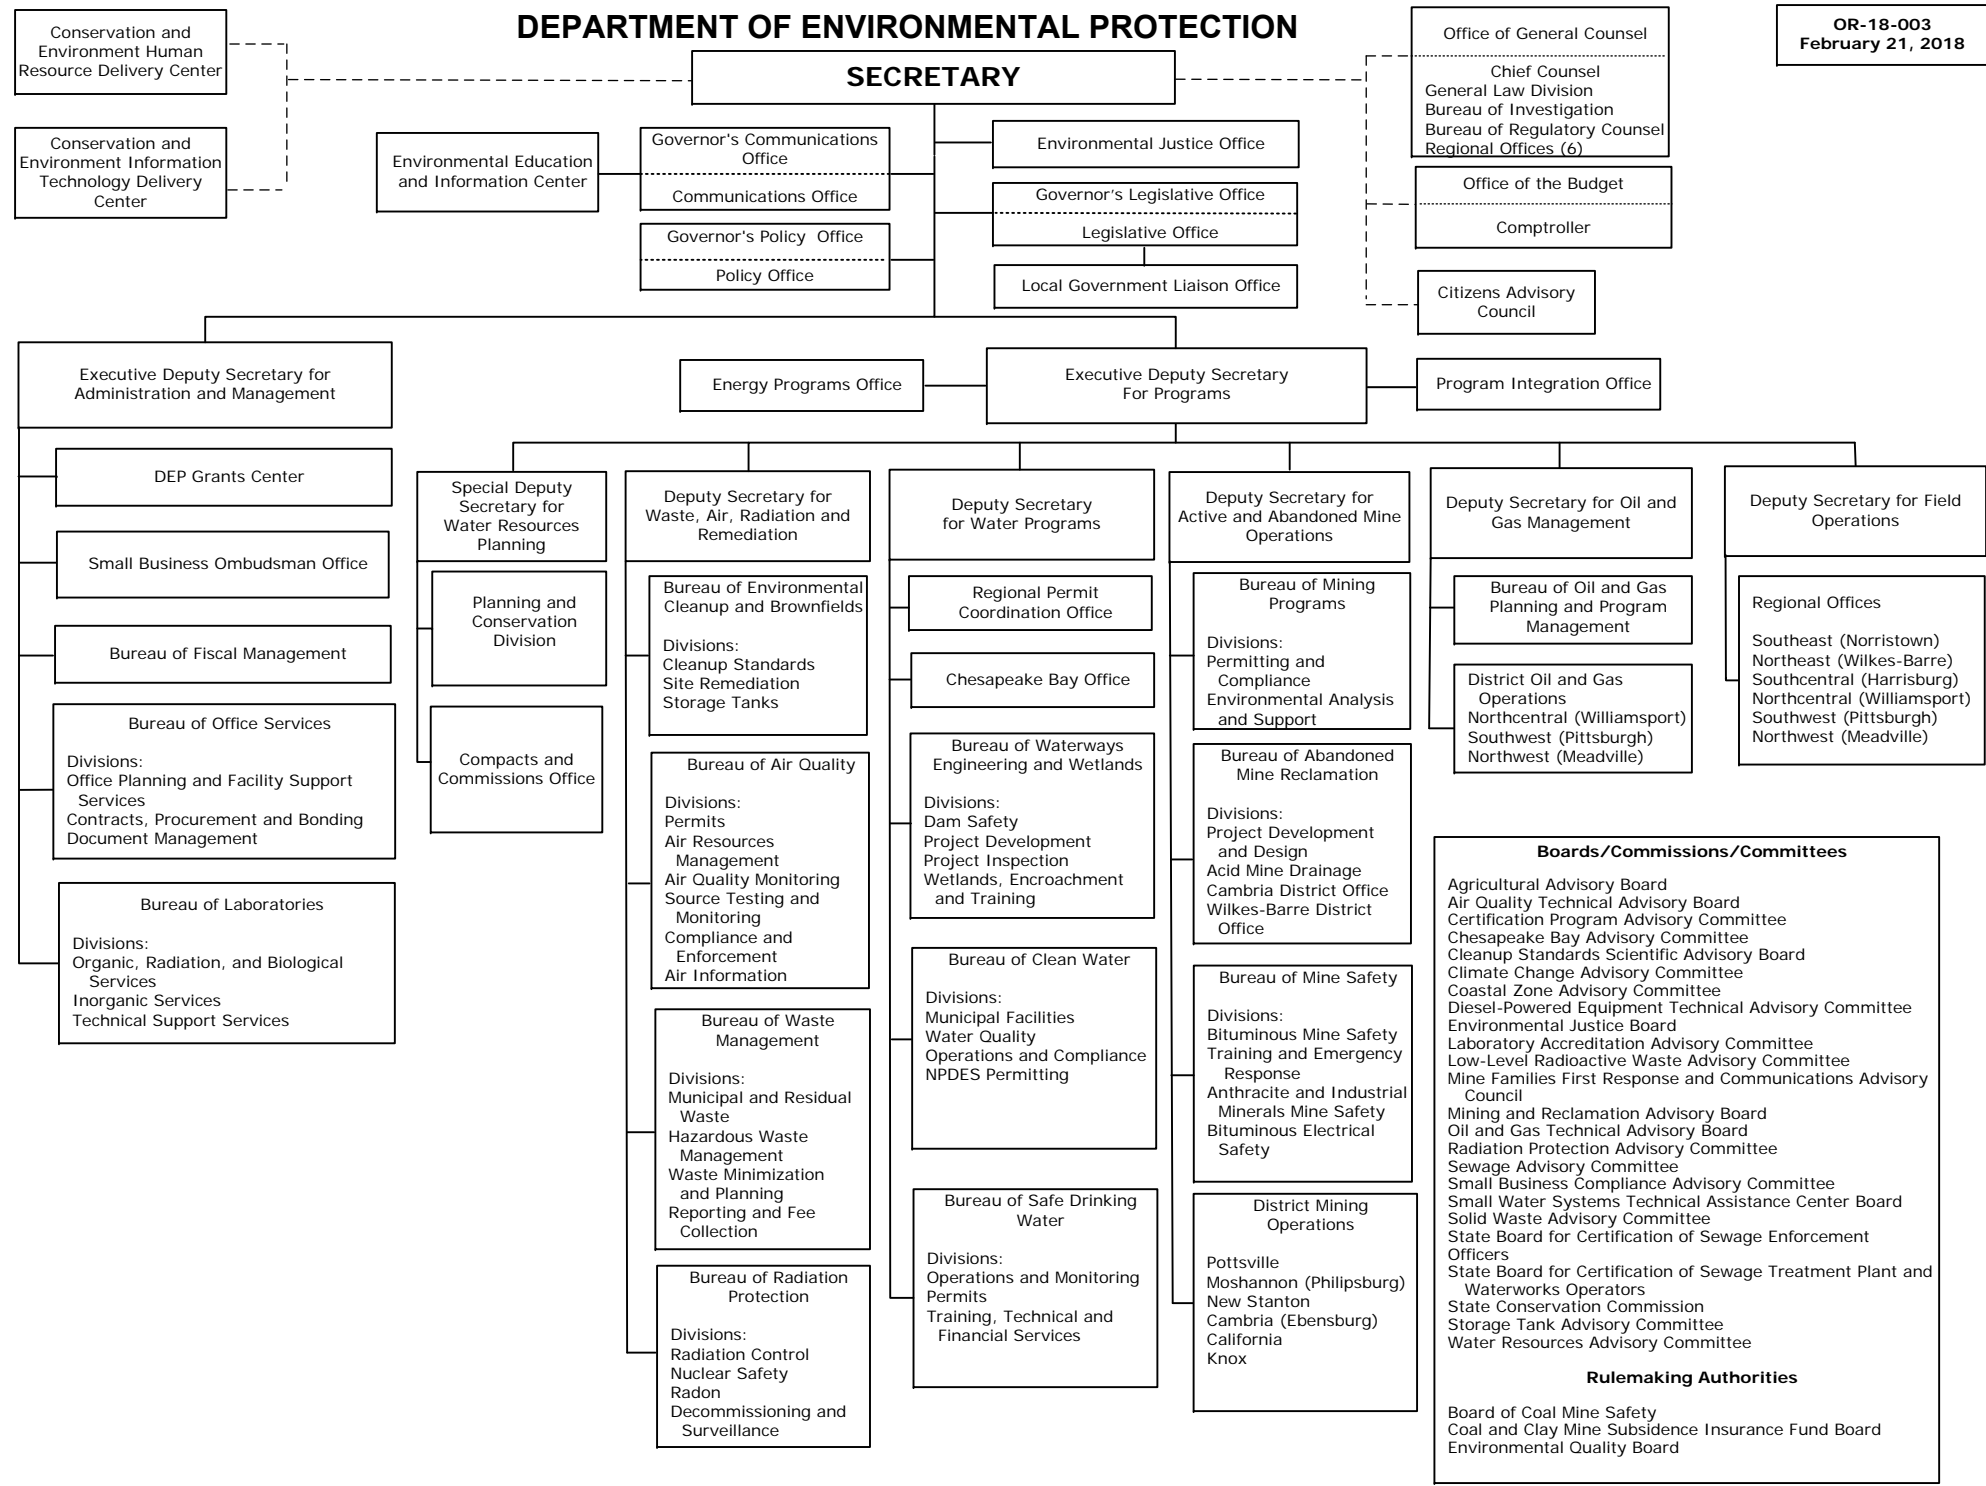 DEPARTMENT OF ENVIRONMENTAL PROTECTION
OR-18-003
February 21, 2018
SECRETARY
Conservation and
Environment Human
Resource Delivery Center
Conservation and
Environment Information
Technology Delivery
Center
Environmental Education
and Information Center
Governor's Communications
Office
Communications Office
Governor's Policy  Office
Policy Office
Environmental Justice Office
Governor’s Legislative Office
Legislative Office
Local Government Liaison Office
Office of General Counsel
Chief Counsel
General Law Division
Bureau of Investigation
Bureau of Regulatory Counsel
Regional Offices (6)
Office of the Budget
Comptroller
Citizens Advisory
Council
Executive Deputy Secretary for
Administration and Management
Energy Programs Office
Executive Deputy Secretary
For Programs
Program Integration Office
DEP Grants Center
Small Business Ombudsman Office
Bureau of Fiscal Management
Bureau of Office Services
Divisions:
Office Planning and Facility Support
Services
Contracts, Procurement and Bonding
Document Management
Bureau of Laboratories
Divisions:
Organic, Radiation, and Biological
Services
Inorganic Services
Technical Support Services
Special Deputy
Secretary for
Water Resources
Planning
Planning and
Conservation
Division
Compacts and
Commissions Office
Deputy Secretary for
Waste, Air, Radiation and
Remediation
Bureau of Environmental
Cleanup and Brownfields
Divisions:
Cleanup Standards
Site Remediation
Storage Tanks
Bureau of Air Quality
Divisions:
Permits
Air Resources
Management
Air Quality Monitoring
Source Testing and
Monitoring
Compliance and
Enforcement
Air Information
Bureau of Waste
Management
Divisions:
Municipal and Residual
Waste
Hazardous Waste
Management
Waste Minimization
and Planning
Reporting and Fee
Collection
Bureau of Radiation
Protection
Divisions:
Radiation Control
Nuclear Safety
Radon
Decommissioning and
Surveillance
Deputy Secretary
for Water Programs
Regional Permit
Coordination Office
Chesapeake Bay Office
Bureau of Waterways
Engineering and Wetlands
Divisions:
Dam Safety
Project Development
Project Inspection
Wetlands, Encroachment
and Training
Bureau of Clean Water
Divisions:
Municipal Facilities
Water Quality
Operations and Compliance
NPDES Permitting
Bureau of Safe Drinking
Water
Divisions:
Operations and Monitoring
Permits
Training, Technical and
Financial Services
Deputy Secretary for
Active and Abandoned Mine
Operations
Bureau of Mining
Programs
Divisions:
Permitting and
Compliance
Environmental Analysis
and Support
Bureau of Abandoned
Mine Reclamation
Divisions:
Project Development
and Design
Acid Mine Drainage
Cambria District Office
Wilkes-Barre District
Office
Bureau of Mine Safety
Divisions:
Bituminous Mine Safety
Training and Emergency
Response
Anthracite and Industrial
Minerals Mine Safety
Bituminous Electrical
Safety
District Mining
Operations
Pottsville
Moshannon (Philipsburg)
New Stanton
Cambria (Ebensburg)
California
Knox
Deputy Secretary for Oil and
Gas Management
Bureau of Oil and Gas
Planning and Program
Management
District Oil and Gas
Operations
Northcentral (Williamsport)
Southwest (Pittsburgh)
Northwest (Meadville)
Deputy Secretary for Field
Operations
Regional Offices
Southeast (Norristown)
Northeast (Wilkes-Barre)
Southcentral (Harrisburg)
Northcentral (Williamsport)
Southwest (Pittsburgh)
Northwest (Meadville)
Boards/Commissions/Committees
Agricultural Advisory Board
Air Quality Technical Advisory Board
Certification Program Advisory Committee
Chesapeake Bay Advisory Committee
Cleanup Standards Scientific Advisory Board
Climate Change Advisory Committee
Coastal Zone Advisory Committee
Diesel-Powered Equipment Technical Advisory Committee
Environmental Justice Board
Laboratory Accreditation Advisory Committee
Low-Level Radioactive Waste Advisory Committee
Mine Families First Response and Communications Advisory
Council
Mining and Reclamation Advisory Board
Oil and Gas Technical Advisory Board
Radiation Protection Advisory Committee
Sewage Advisory Committee
Small Business Compliance Advisory Committee
Small Water Systems Technical Assistance Center Board
Solid Waste Advisory Committee
State Board for Certification of Sewage Enforcement
Officers
State Board for Certification of Sewage Treatment Plant and
Waterworks Operators
State Conservation Commission
Storage Tank Advisory Committee
Water Resources Advisory Committee
Rulemaking Authorities
Board of Coal Mine Safety
Coal and Clay Mine Subsidence Insurance Fund Board
Environmental Quality Board